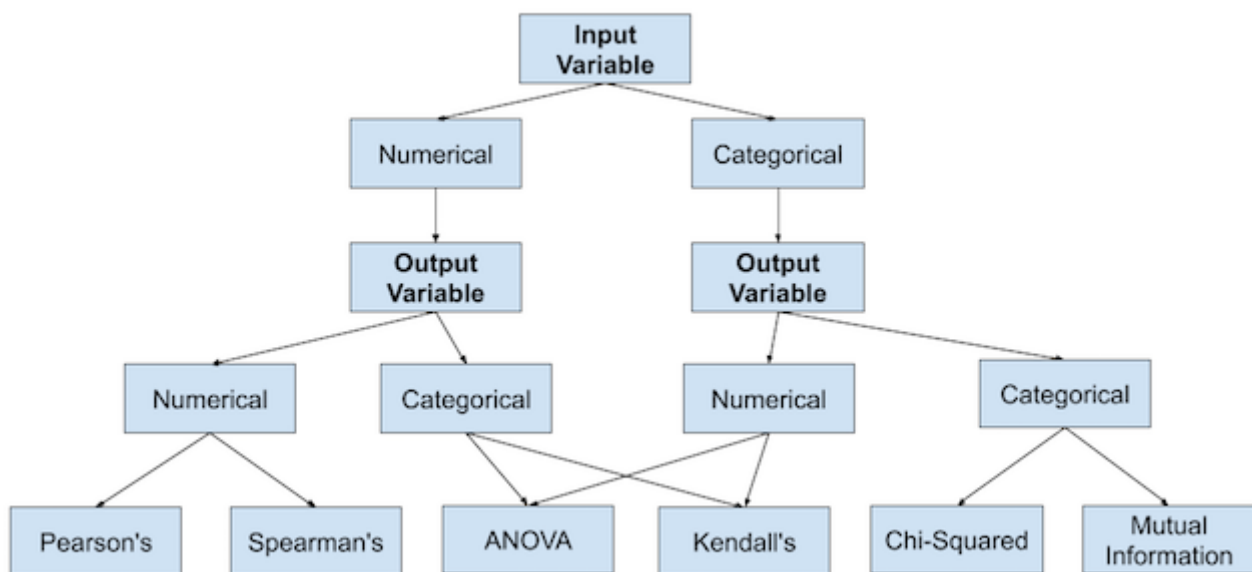 Input
Variable
Numerical
Categorical
Output
Variable
Output
Variable
Numerical
Categorical
Numerical
Categorical
Pearson's
Spearman's
ANOVA
Kendall's
Chi-Squared
Mutual
Information